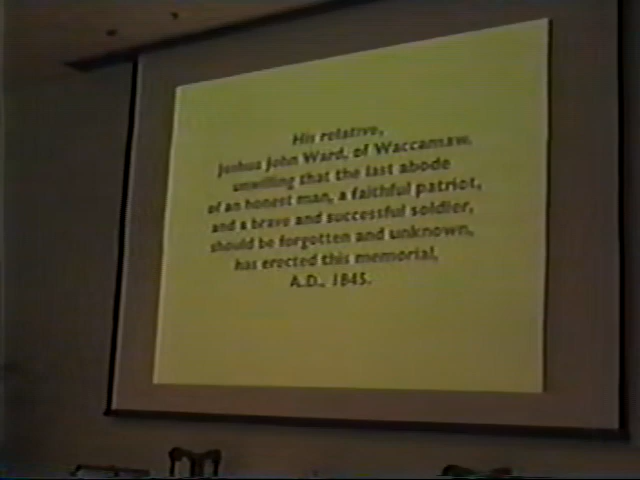 His relative,
Joshua John Ward, of Waccamaw,
unwilling that the last abode
of an honest man, a faithful patriot,
and a brave and successful soldier,
should be forgotten and unknown,
has erected this memorial,
A.D., 1845.